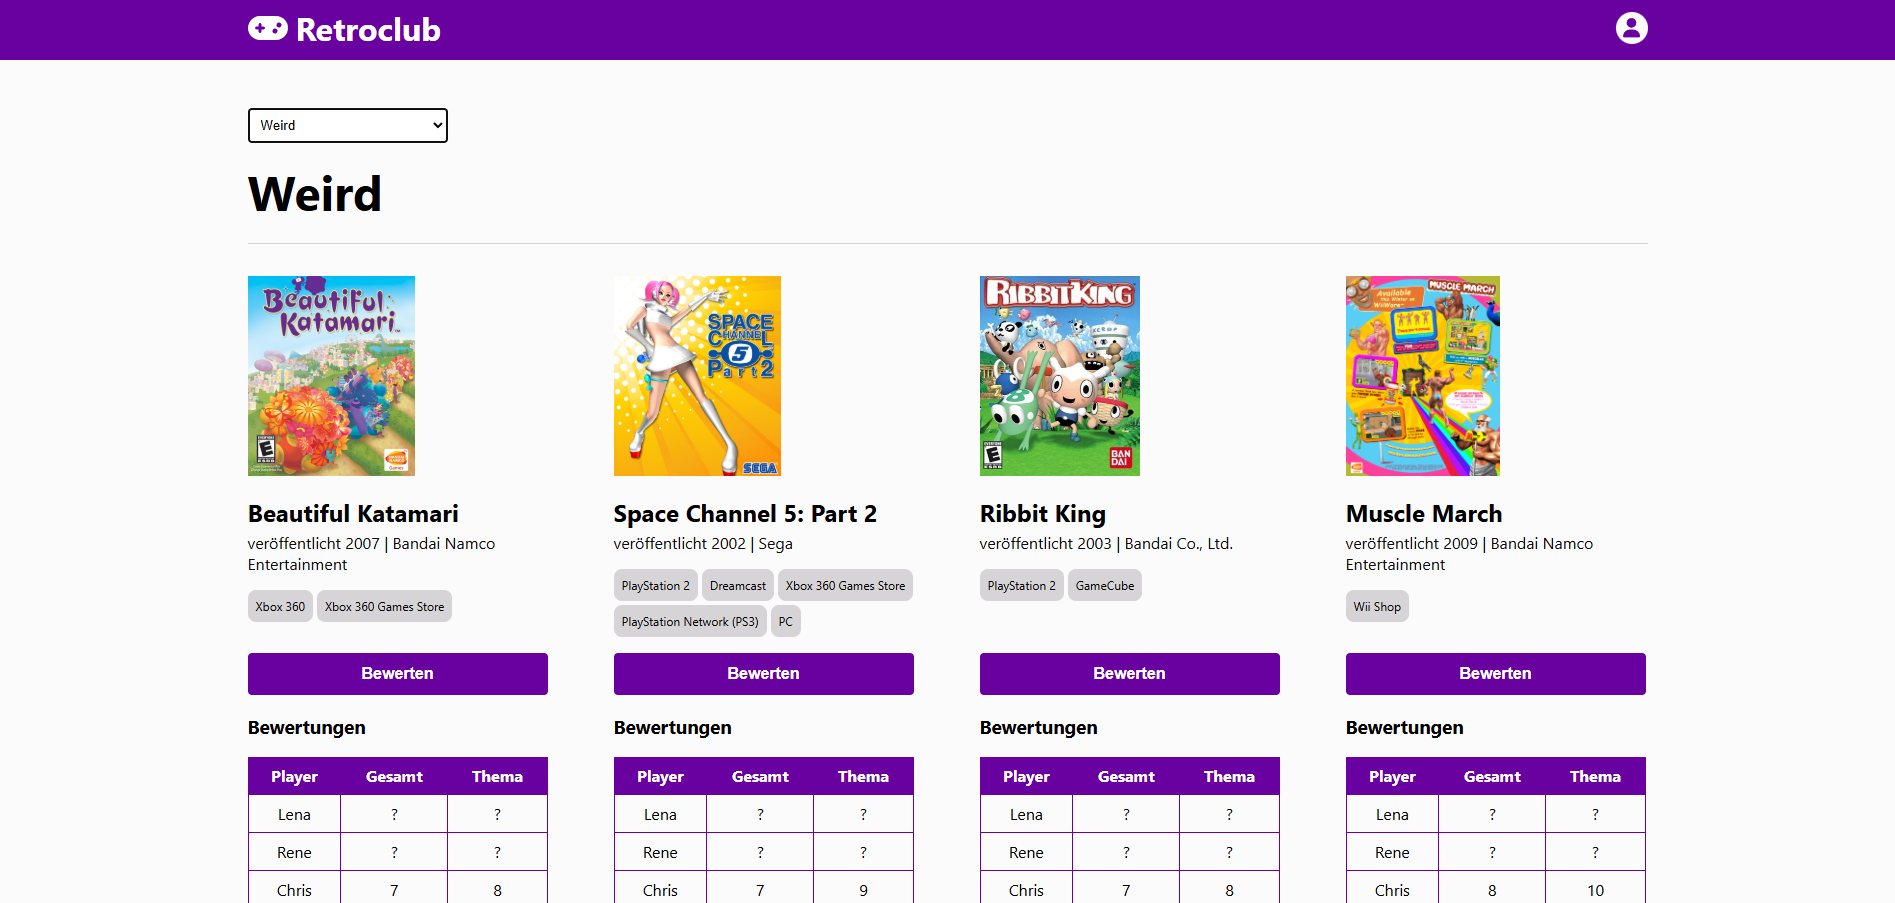 Retroclub
Weird
Weird
Beautiful
Katamari
SPACE
CHANNEL
5
Part 2
SEGA
RIBBIT KING
BAN
DAI
MUSCLE MARCH
Available
Beautiful Katamari
veröffentlicht 2007 | Bandai Namco
Entertainment
Xbox 360 Xbox 360 Games Store
Bewerten
Bewertungen
Player Gesamt Thema
Lena ? ?
Rene ? ?
Chris 7 8
Space Channel 5: Part 2
veröffentlicht 2002 | Sega
PlayStation 2 Dreamcast Xbox 360 Games Store
PlayStation Network (PS3) PC
Bewerten
Bewertungen
Player Gesamt Thema
Lena ? ?
Rene ? ?
Chris 7 9
Ribbit King
veröffentlicht 2003 | Bandai Co., Ltd.
PlayStation 2 GameCube
Bewerten
Bewertungen
Player Gesamt Thema
Lena ? ?
Rene ? ?
Chris 7 8
Muscle March
veröffentlicht 2009 | Bandai Namco
Entertainment
Wii Shop
Bewerten
Bewertungen
Player Gesamt Thema
Lena ? ?
Rene ? ?
Chris 8 10